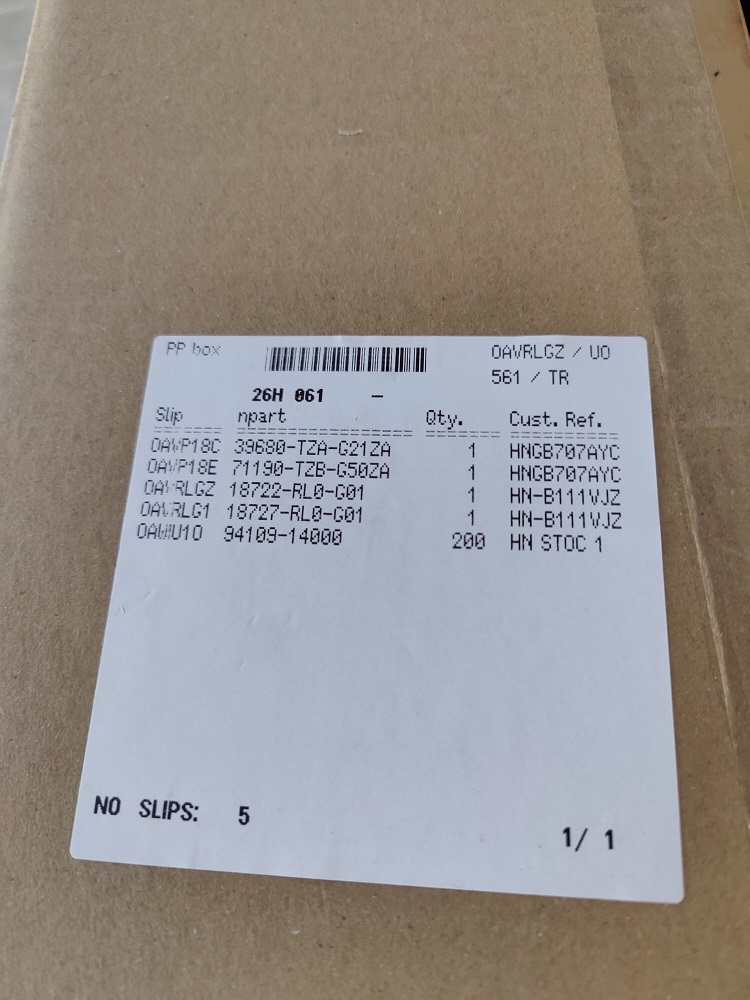 PP box OAVRLGZ / UO
561 / TR
26H 061 –
Slip npart Qty. Cust. Ref.
OAVP18C 39680-TZA-G21ZA 1 HNGB707AYC
OAVP18E 71190-TZB-G50ZA 1 HNGB707AYC
OAVRLGZ 18722-RL0-G01 1 HN-B111VJZ
OAVRLG1 18727-RL0-G01 1 HN-B111VJZ
94109-14000 200 HN STOC 1
NO SLIPS: 5
1/ 1